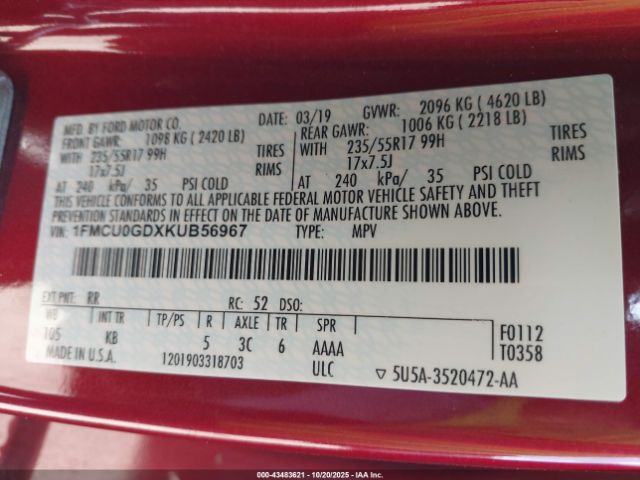 MFD. BY FORD MOTOR CO. DATE: 03/19 GVWR: 2096 KG ( 4620 LB)
FRONT GAWR: 1098 KG ( 2420 LB) REAR GAWR: 1006 KG ( 2218 LB)
WITH 235/55R17 99H TIRES WITH 235/55R17 99H TIRES
17x7.5J RIMS 17x7.5J RIMS
AT 240 kPa/ 35 PSI COLD AT 240 kPa/ 35 PSI COLD
THIS VEHICLE CONFORMS TO ALL APPLICABLE FEDERAL MOTOR VEHICLE SAFETY AND THEFT
PREVENTION STANDARDS IN EFFECT ON THE DATE OF MANUFACTURE SHOWN ABOVE.
VIN: 1FMCU0GDXKUB56967 TYPE: MPV
EXT PNT: RR RC: 52 DSO:
WB INT TR TP/PS R AXLE TR SPR
105 KB 5 3C 6 AAAA F0112
MADE IN U.S.A. 1201903318703 ULC T0358
▽ 5U5A-3520472-AA
000-43483621 - 10/20/2025 - IAA Inc.